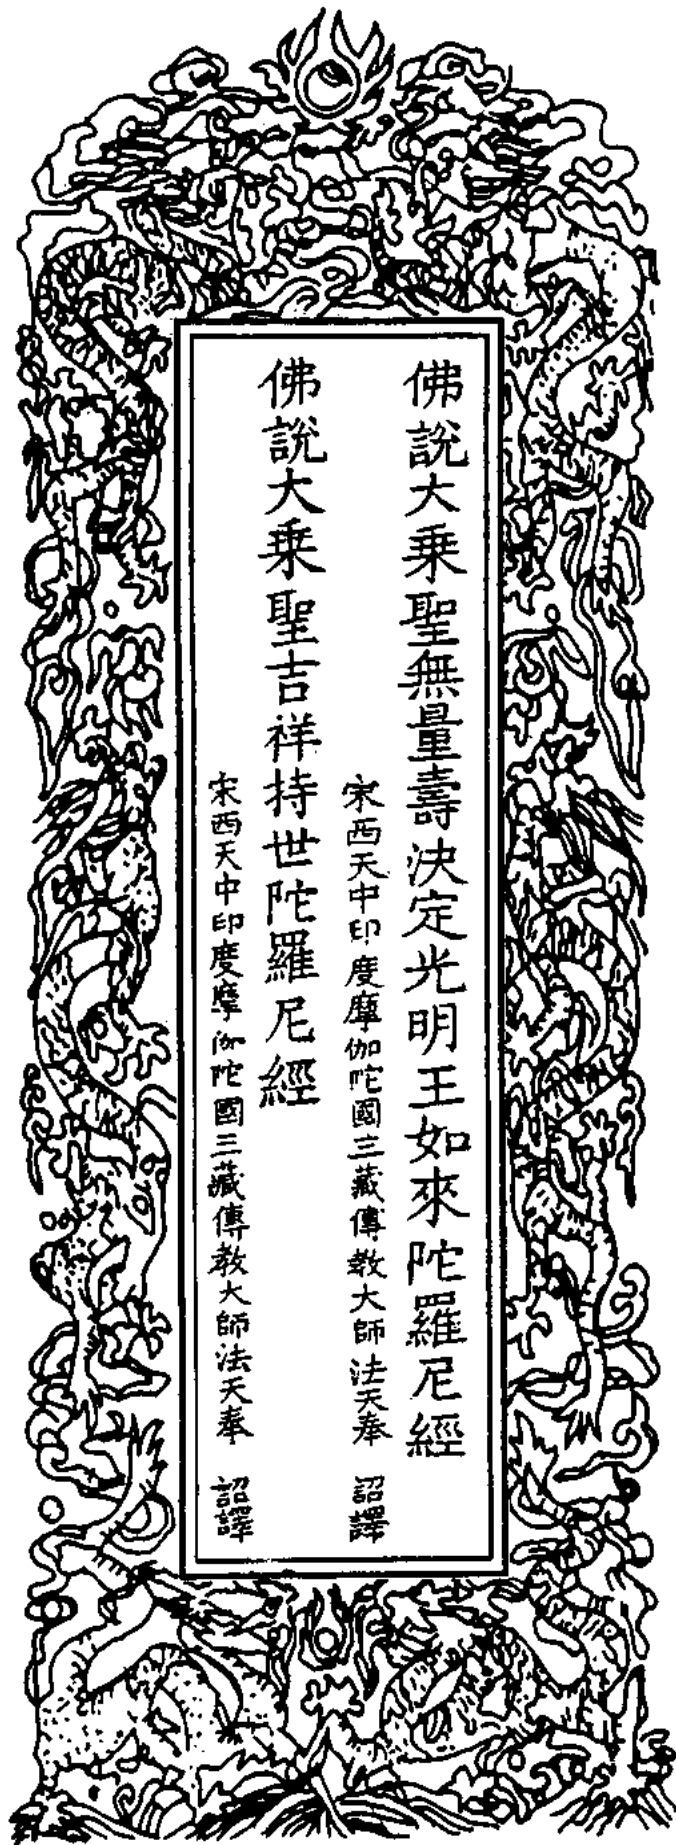 佛說大乘聖無量壽決定光明王如來陀羅尼經
宋西天中印度摩伽陀國三藏傳教大師法天奉　詔譯
佛說大乘聖吉祥持世陀羅尼經
宋西天中印度摩伽陀國三藏傳教大師法天奉　詔譯